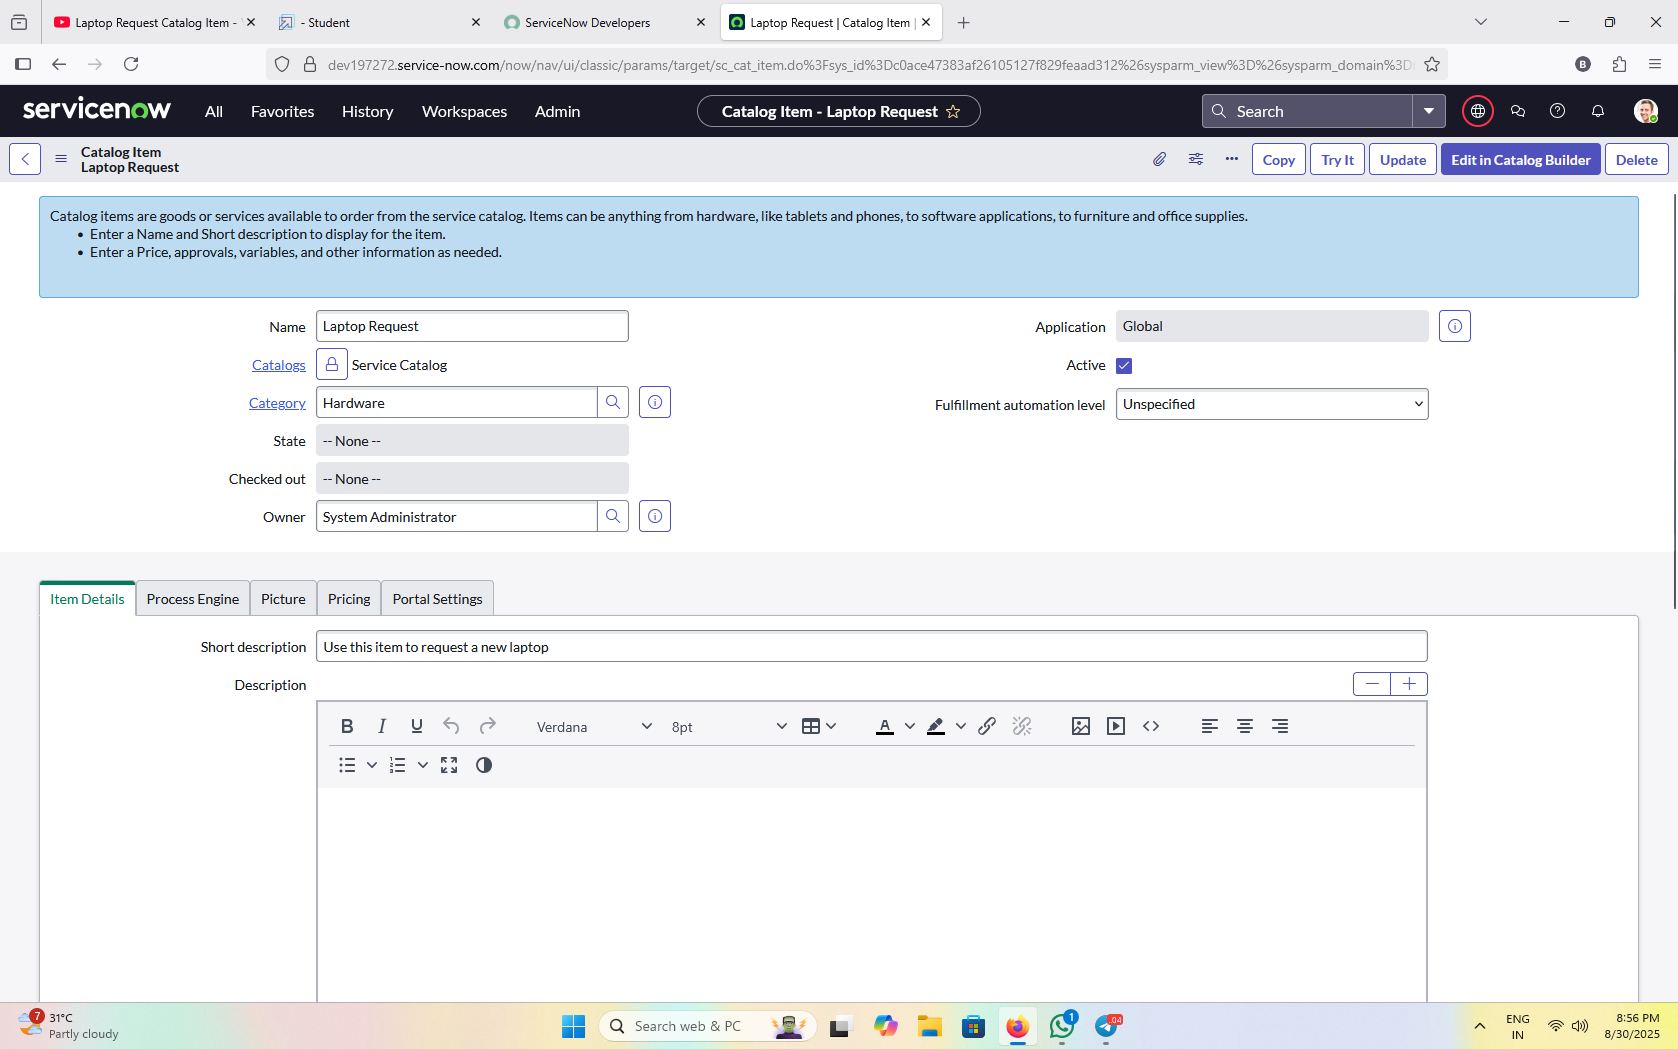 Laptop Request Catalog Item -
- Student
ServiceNow Developers
Laptop Request | Catalog Item |
dev197272.service-now.com/now/nav/ui/classic/params/target/sc_cat_item.do%3Fsys_id%3Dc0ace47383af26105127f829feaad312%26sysparm_view%3D%26sysparm_domain%3D
B
servicenow
All
Favorites
History
Workspaces
Admin
Catalog Item - Laptop Request
Search
Catalog Item
Laptop Request
Copy
Try It
Update
Edit in Catalog Builder
Delete
Catalog items are goods or services available to order from the service catalog. Items can be anything from hardware, like tablets and phones, to software applications, to furniture and office supplies.
• Enter a Name and Short description to display for the item.
• Enter a Price, approvals, variables, and other information as needed.
Name
Laptop Request
Application
Global
Catalogs
Service Catalog
Active
Category
Hardware
Fulfillment automation level
Unspecified
State
-- None --
Checked out
-- None --
Owner
System Administrator
Item Details
Process Engine
Picture
Pricing
Portal Settings
Short description
Use this item to request a new laptop
Description
B I U
Verdana
8pt
A
7
31°C
Partly cloudy
Search web & PC
1
04
ENG
IN
8:56 PM
8/30/2025